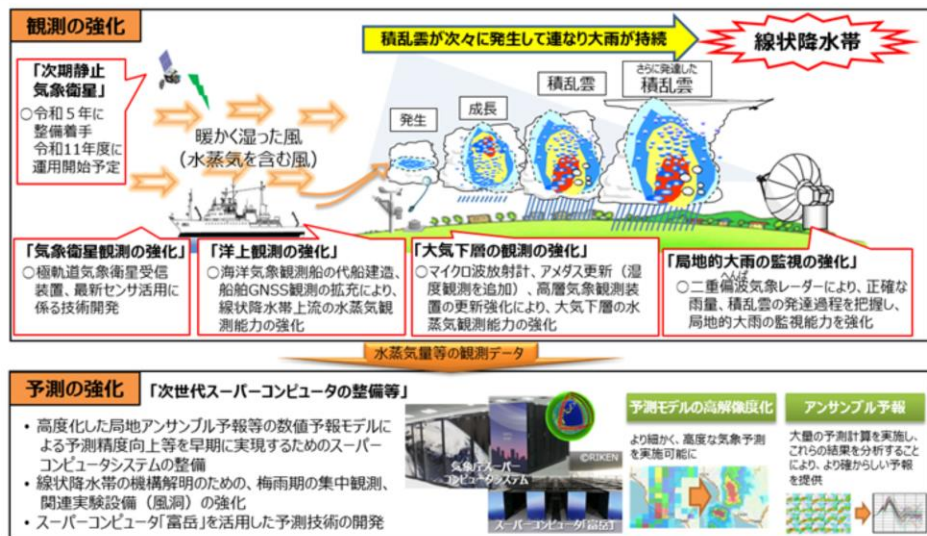 観測の強化
積乱雲が次々に発生して連なり大雨が持続
線状降水帯
「次期静止
気象衛星」
○令和5年に
整備着手
令和11年度に
運用開始予定
暖かく湿った風
(水蒸気を含む風)
発生
成長
積乱雲
さらに発達した
積乱雲
「気象衛星観測の強化」
○極軌道気象衛星受信
装置、最新センサ活用に
係る技術開発
「洋上観測の強化」
○海洋気象観測船の代船建造、
船舶GNSS観測の拡充により、
線状降水帯上流の水蒸気観
測能力の強化
「大気下層の観測の強化」
○マイクロ波放射計、アメダス更新（湿
度観測を追加）、高層気象観測装
置の更新強化により、大気下層の水
蒸気観測能力の強化
「局地的大雨の監視の強化」
へんぱ
○二重偏波気象レーダーにより、正確な
雨量、積乱雲の発達過程を把握し、
局地的大雨の監視能力を強化
水蒸気量等の観測データ
予測の強化
「次世代スーパーコンピュータの整備等」
• 高度化した局地アンサンブル予報等の数値予報モデルに
よる予測精度向上等を早期に実現するためのスーパー
コンピュータシステムの整備
• 線状降水帯の機構解明のための、梅雨期の集中観測、
関連実験設備（風洞）の強化
• スーパーコンピュータ「富岳」を活用した予測技術の開発
気象庁スーパー
コンピュータシステム
©RIKEN
スーパーコンピュータ「富岳」
予測モデルの高解像度化
より細かく、高度な気象予測
を実施可能に
アンサンブル予報
大量の予測計算を実施し、
これらの結果を分析すること
により、より確からしい予報
を提供